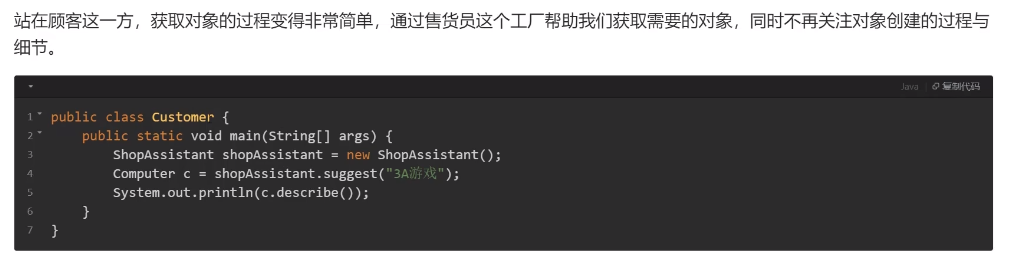 站在顾客这一方，获取对象的过程变得非常简单，通过售货员这个工厂帮助我们获取需要的对象，同时不再关注对象创建的过程与
细节。
Java 复制代码
1 public class Customer {
2     public static void main(String[] args) {
3         ShopAssistant shopAssistant = new ShopAssistant();
4         Computer c = shopAssistant.suggest("3A游戏");
5         System.out.println(c.describe());
6     }
7 }